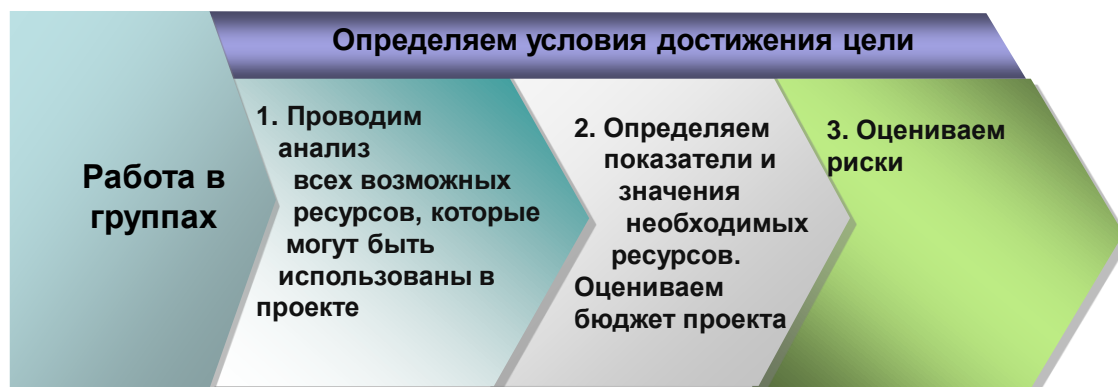 Определяем условия достижения цели
Работа в
группах
1. Проводим
анализ
всех возможных
ресурсов, которые
могут быть
использованы в
проекте
2. Определяем
показатели и
значения
необходимых
ресурсов.
Оцениваем
бюджет проекта
3. Оцениваем
риски